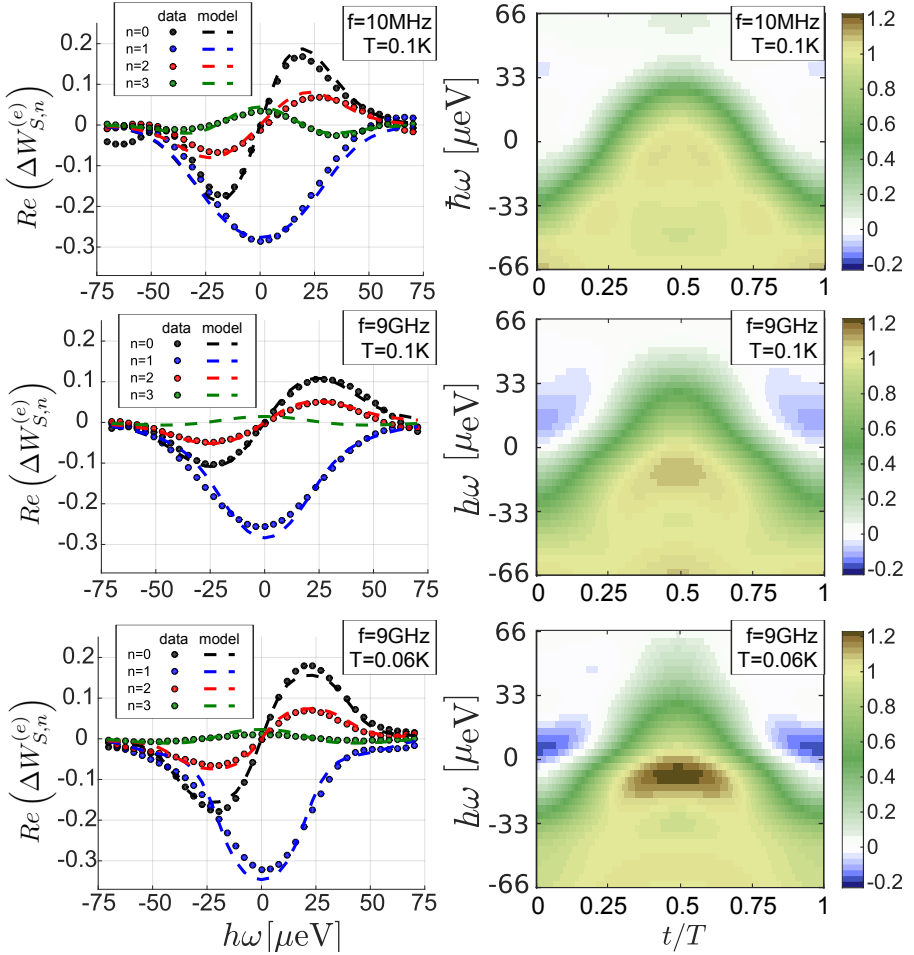 f=10MHz
T=0.1K
data model
n=0
n=1
n=2
n=3
0.2
0.1
0
-0.1
-0.2
-0.3
Re(ΔW_{S,n}^{(e)})
-75 -50 -25 0 25 50 75
f=10MHz
T=0.1K
66
33
0
-33
-66
ħω [μeV]
0 0.25 0.5 0.75 1
1.2
1
0.8
0.6
0.4
0.2
0
-0.2
f=9GHz
T=0.1K
data model
n=0
n=1
n=2
n=3
0.2
0.1
0
-0.1
-0.2
-0.3
Re(ΔW_{S,n}^{(e)})
-75 -50 -25 0 25 50 75
f=9GHz
T=0.1K
66
33
0
-33
-66
ħω [μeV]
0 0.25 0.5 0.75 1
1.2
1
0.8
0.6
0.4
0.2
0
-0.2
f=9GHz
T=0.06K
data model
n=0
n=1
n=2
n=3
0.2
0.1
0
-0.1
-0.2
-0.3
Re(ΔW_{S,n}^{(e)})
-75 -50 -25 0 25 50 75
ħω[μeV]
f=9GHz
T=0.06K
66
33
0
-33
-66
ħω [μeV]
0 0.25 0.5 0.75 1
t/T
1.2
1
0.8
0.6
0.4
0.2
0
-0.2